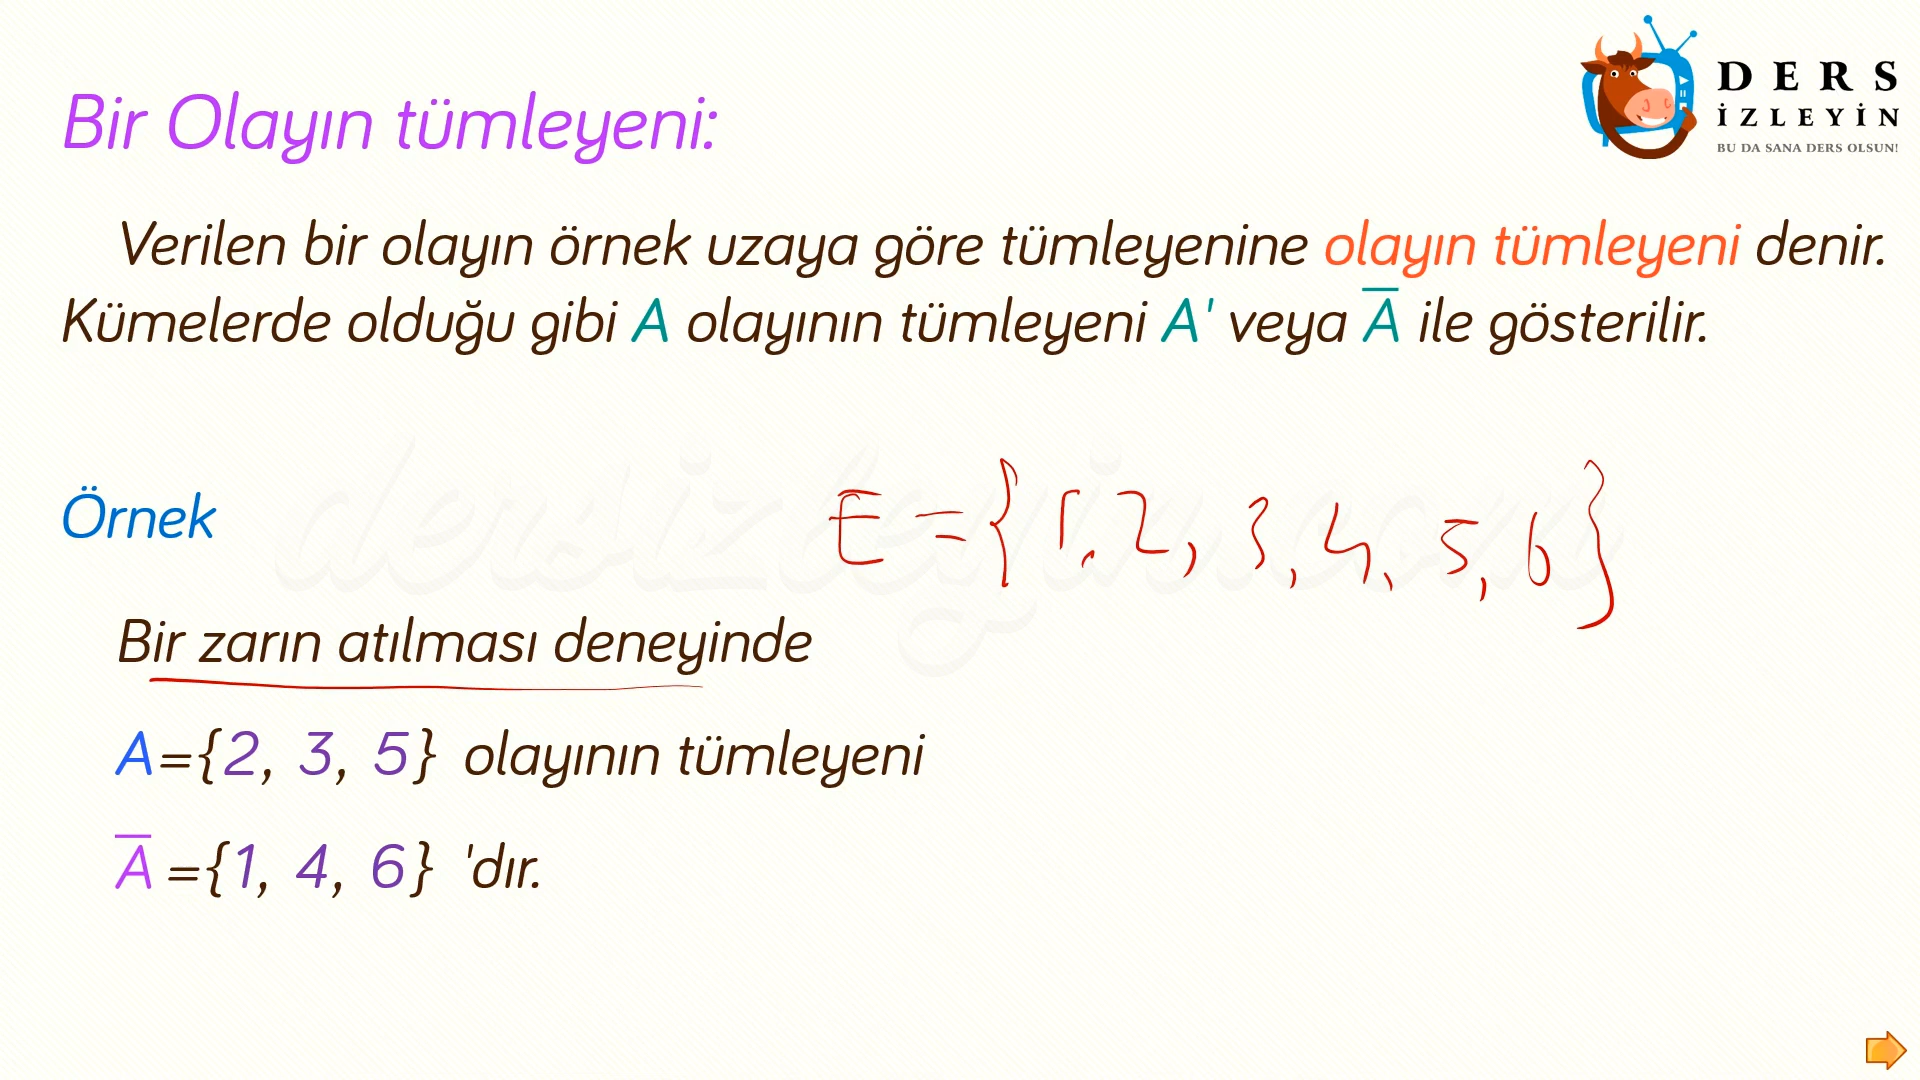 DERS
İZLEYİN
BU DA SANA DERS OLSUN!
Bir Olayın tümleyeni:
Verilen bir olayın örnek uzaya göre tümleyenine olayın tümleyeni denir.
Kümelerde olduğu gibi A olayının tümleyeni A' veya A̅ ile gösterilir.
Örnek
E = {1, 2, 3, 4, 5, 6}
Bir zarın atılması deneyinde
A={2, 3, 5} olayının tümleyeni
A̅ ={1, 4, 6} 'dır.
dersizleyin.com